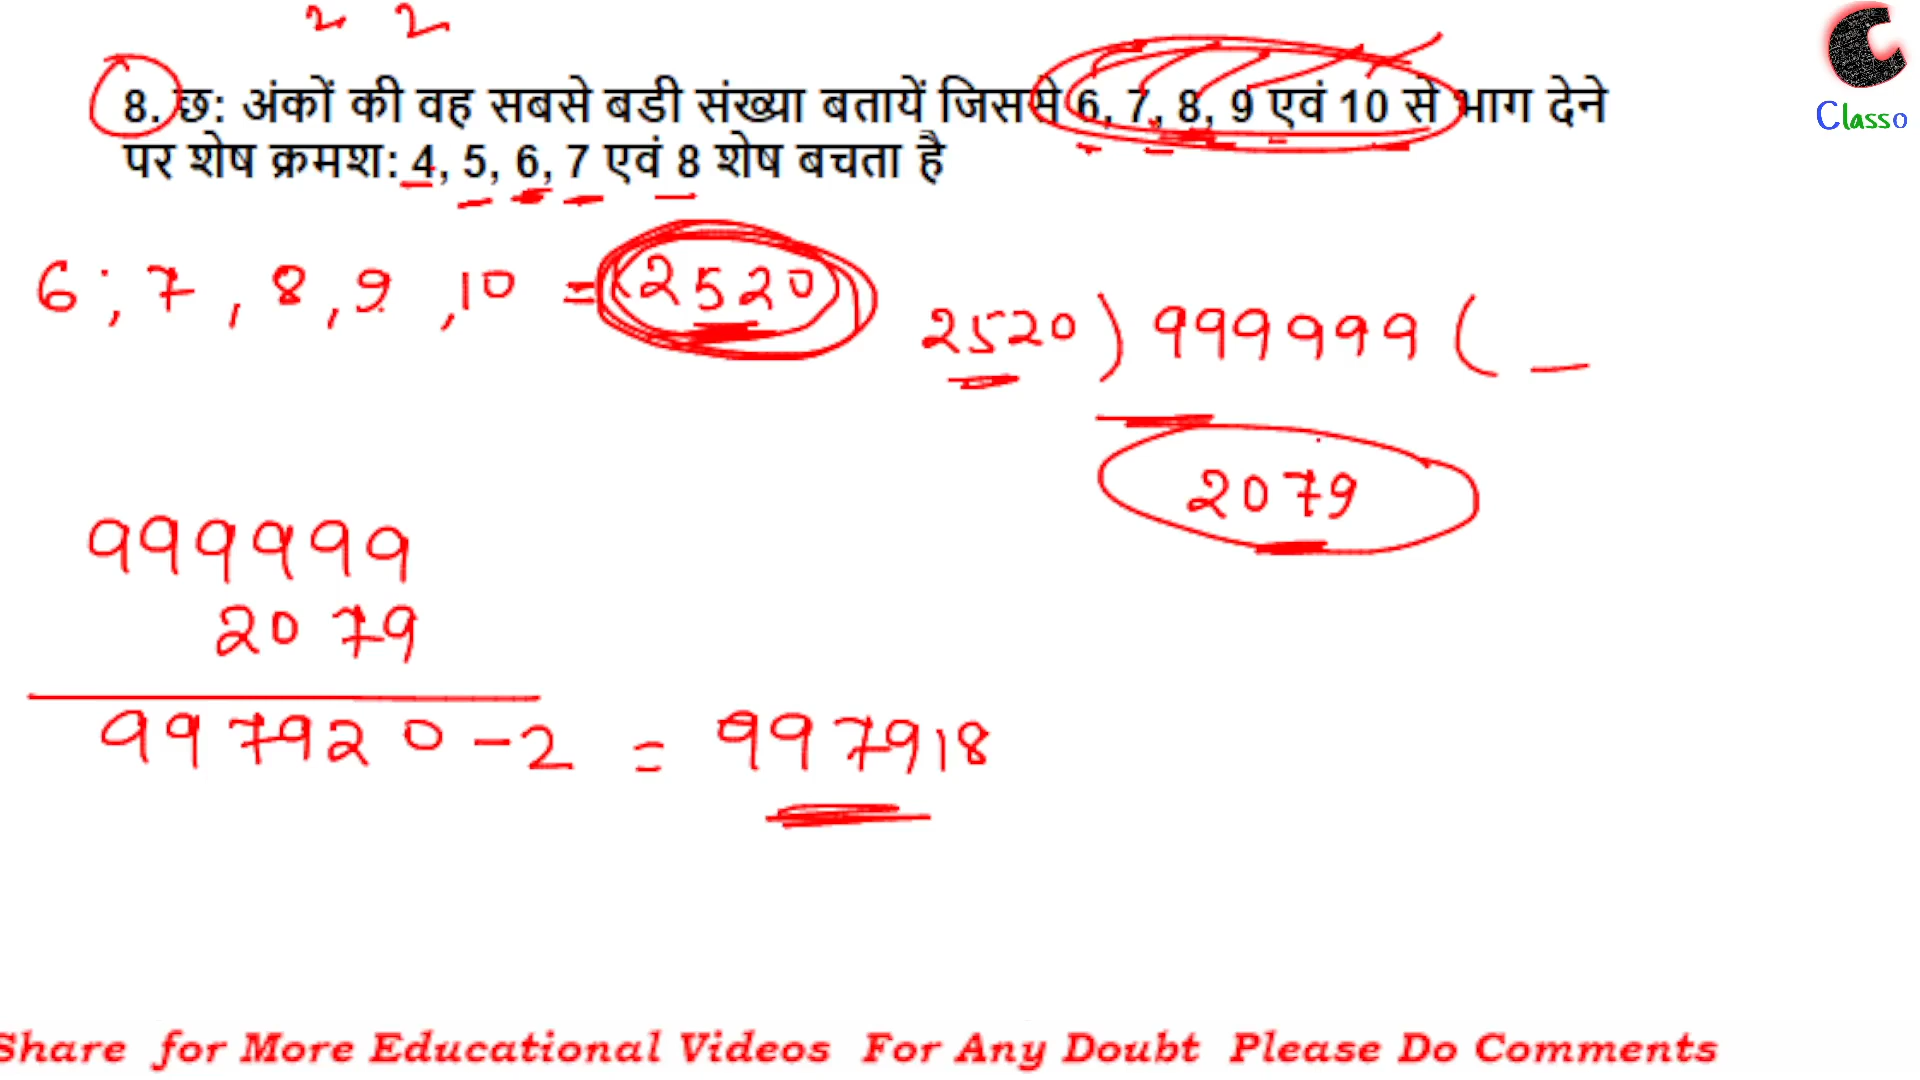 2 2
8. छ: अंकों की वह सबसे बडी संख्या बतायें जिसमे 6, 7, 8, 9 एवं 10 से भाग देने
पर शेष क्रमश: 4, 5, 6, 7 एवं 8 शेष बचता है
Classo
6, 7, 8, 9, 10 = 2520
2520 ) 999999 ( –
2079
999999
2079
997920 - 2 = 997918
Share for More Educational Videos For Any Doubt Please Do Comments